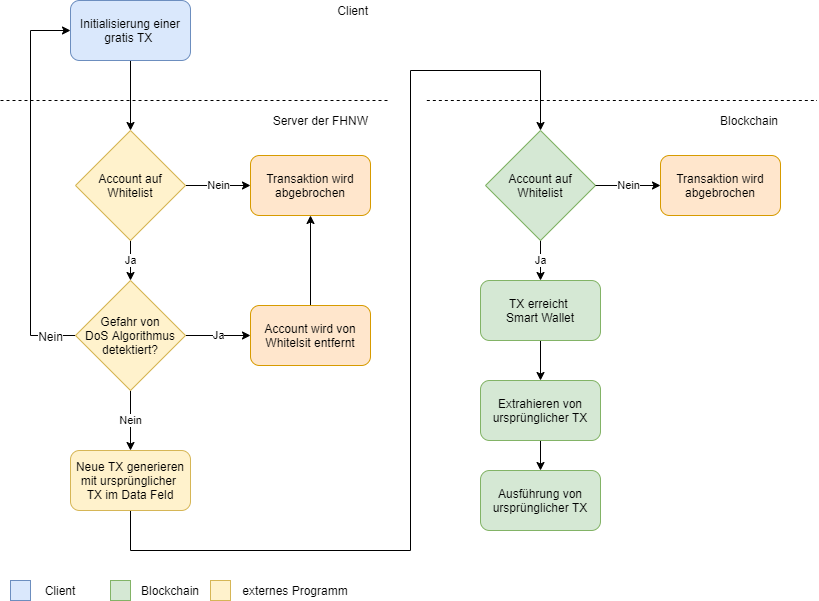 Client
Initialisierung einer
gratis TX
Server der FHNW
Account auf
Whitelist
Nein
Transaktion wird
abgebrochen
Ja
Gefahr von
DoS Algorithmus
detektiert?
Nein
Ja
Account wird von
Whitelsit entfernt
Nein
Neue TX generieren
mit ursprünglicher
TX im Data Feld
Blockchain
Account auf
Whitelist
Nein
Transaktion wird
abgebrochen
Ja
TX erreicht
Smart Wallet
Extrahieren von
ursprünglicher TX
Ausführung von
ursprünglicher TX
Client
Blockchain
externes Programm